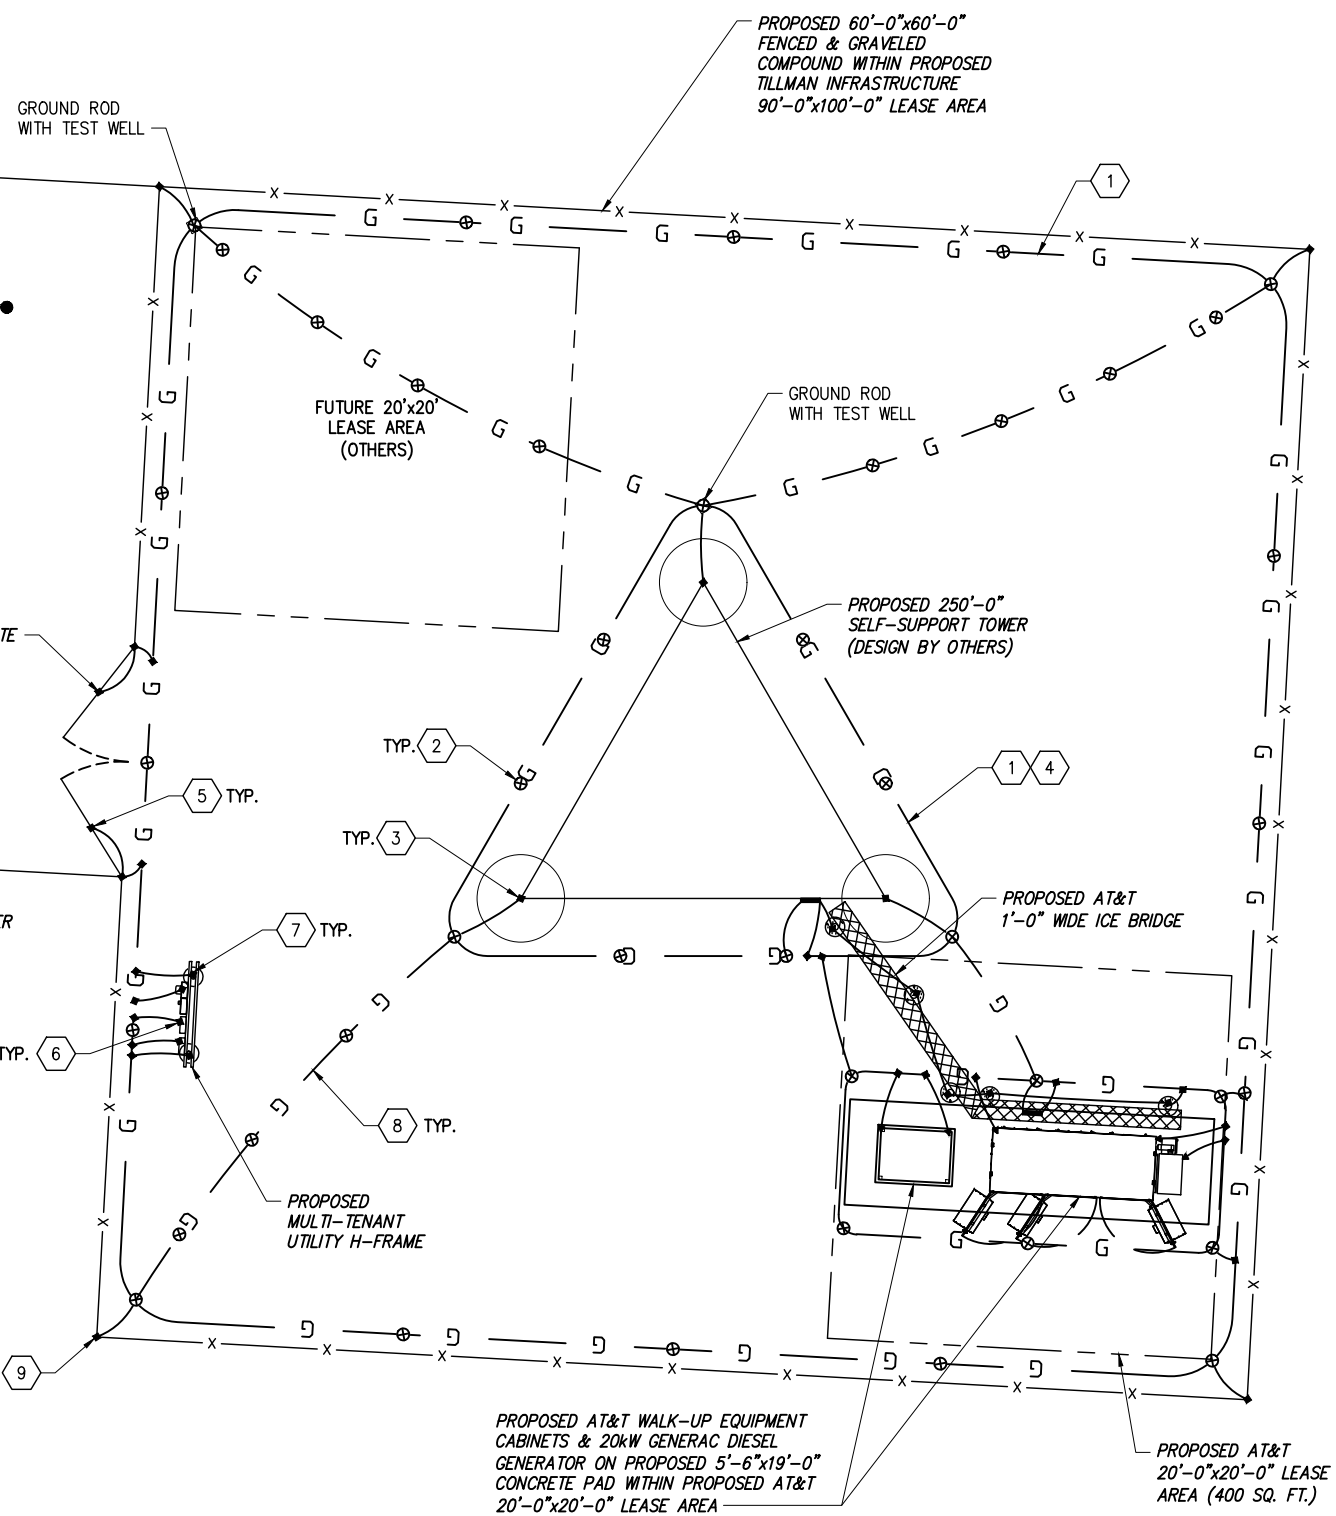 PROPOSED 60'-0"x60'-0"
FENCED & GRAVELED
COMPOUND WITHIN PROPOSED
TILLMAN INFRASTRUCTURE
90'-0"x100'-0" LEASE AREA
GROUND ROD
WITH TEST WELL
1
X X X X X X X X X
G G G G G G
G G G G
G G G G
FUTURE 20'x20'
LEASE AREA
(OTHERS)
GROUND ROD
WITH TEST WELL
X X X
G G G G
PROPOSED 250'-0"
SELF-SUPPORT TOWER
(DESIGN BY OTHERS)
TE
G G G G
TYP. 2
1 4
5 TYP.
TYP. 3
PROPOSED AT&T
1'-0" WIDE ICE BRIDGE
ER
7 TYP.
G G
X X X X X X X X X
G G G G G G
TYP. 6
G G G G
8 TYP.
G G
X X X
PROPOSED
MULTI-TENANT
UTILITY H-FRAME
G G G G
9
G G G G G G
X X X X X X X X X
PROPOSED AT&T WALK-UP EQUIPMENT
CABINETS & 20kW GENERAC DIESEL
GENERATOR ON PROPOSED 5'-6"x19'-0"
CONCRETE PAD WITHIN PROPOSED AT&T
20'-0"x20'-0" LEASE AREA
PROPOSED AT&T
20'-0"x20'-0" LEASE
AREA (400 SQ. FT.)